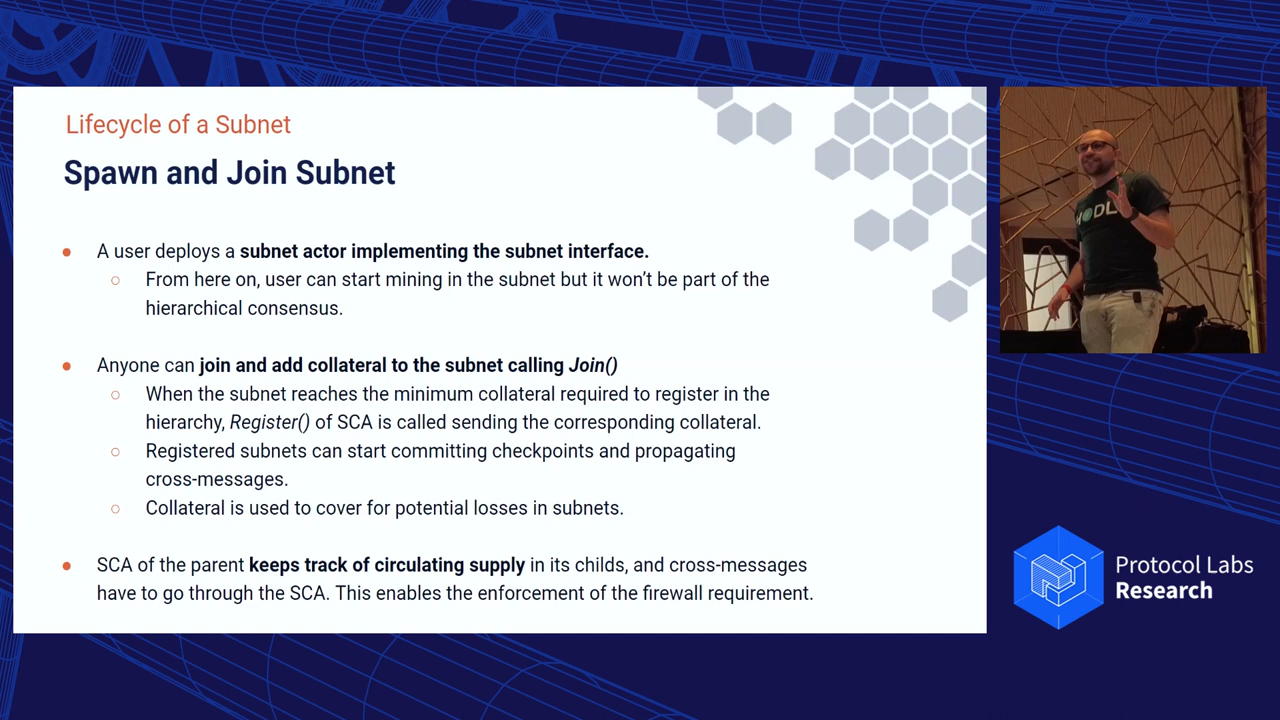 Lifecycle of a Subnet
Spawn and Join Subnet
● A user deploys a subnet actor implementing the subnet interface.
○ From here on, user can start mining in the subnet but it won't be part of the
hierarchical consensus.
● Anyone can join and add collateral to the subnet calling Join()
○ When the subnet reaches the minimum collateral required to register in the
hierarchy, Register() of SCA is called sending the corresponding collateral.
○ Registered subnets can start committing checkpoints and propagating
cross-messages.
○ Collateral is used to cover for potential losses in subnets.
● SCA of the parent keeps track of circulating supply in its childs, and cross-messages
have to go through the SCA. This enables the enforcement of the firewall requirement.
HODL
Protocol Labs
Research